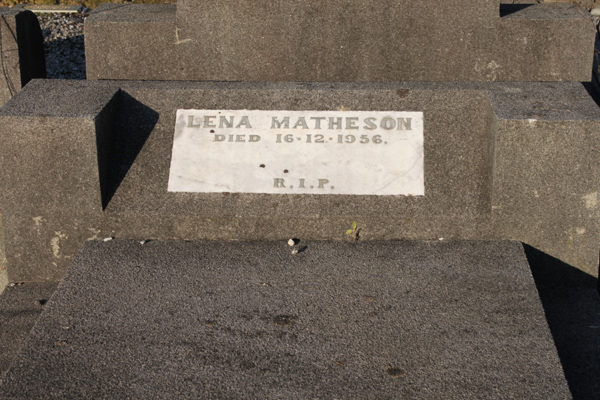 LENA MATHESON
DIED 16·12·1956.
R.I.P.